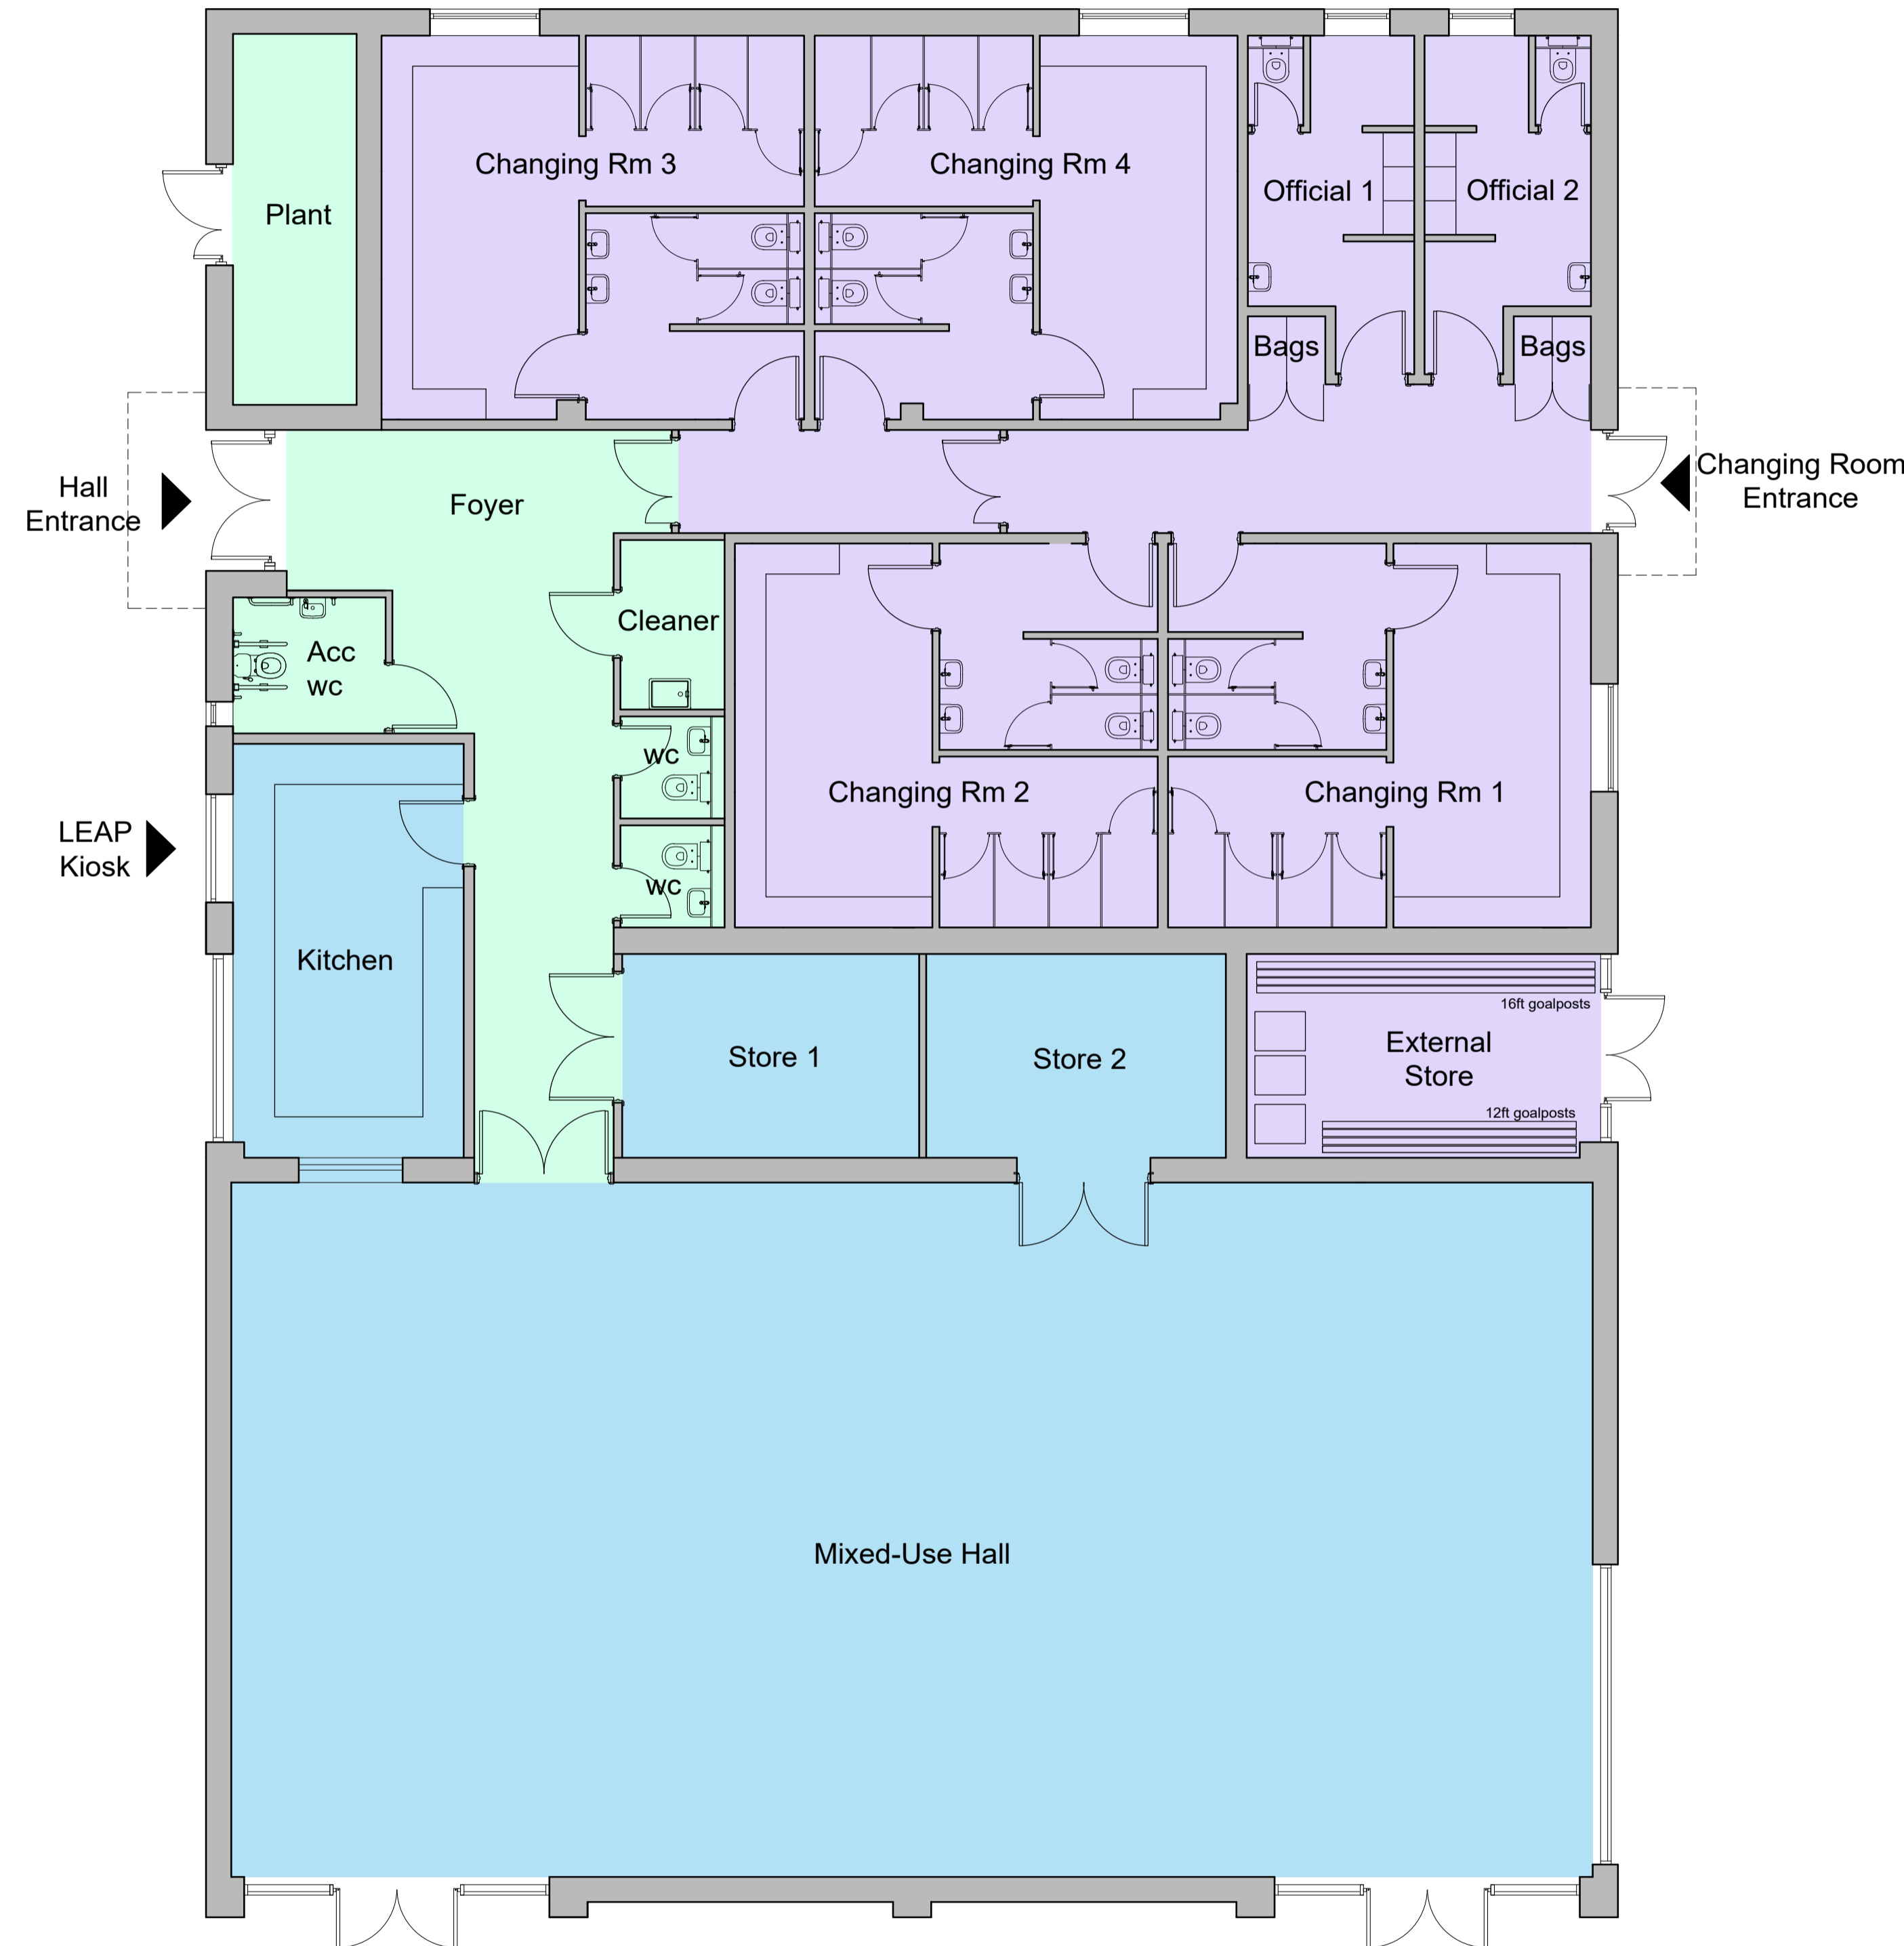 Changing Rm 3
Changing Rm 4
Official 1
Official 2
Plant
Bags
Bags
Hall
Entrance
Foyer
Changing Room
Entrance
Cleaner
Acc
wc
wc
Changing Rm 2
Changing Rm 1
LEAP
Kiosk
wc
Kitchen
16ft goalposts
Store 1
Store 2
External
Store
12ft goalposts
Mixed-Use Hall